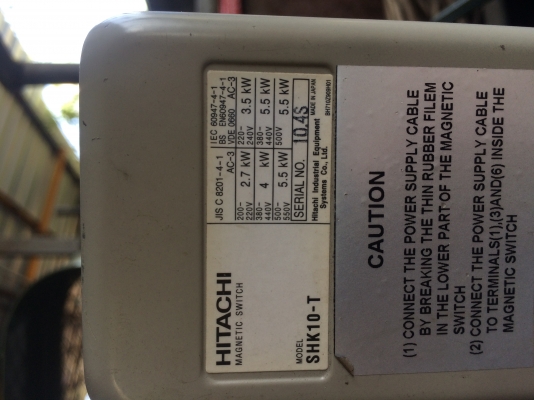 HITACHI
MAGNETIC SWITCH
MODEL SHK10-T
JIS C 8201-4-1 AC-3
200-220V 2.7 kW
380-440V 4 kW
500-550V 5.5 kW
IEC 60947-4-1
BS EN60947-4-1
VDE 0660 AC-3
220-240V 3.5 kW
380-440V 5.5 kW
500V 5.5 kW
SERIAL NO. 10.4S
Hitachi Industrial Equipment MADE IN JAPAN
Systems Co., Ltd.
CAUTION
(1) CONNECT THE POWER SUPPLY CABLE
BY BREAKING THE THIN RUBBER FILEM
IN THE LOWER PART OF THE MAGNETIC
SWITCH
(2) CONNECT THE POWER SUPPLY CABLE
TO TERMINALS(1),(3)AND(6) INSIDE THE
MAGNETIC SWITCH